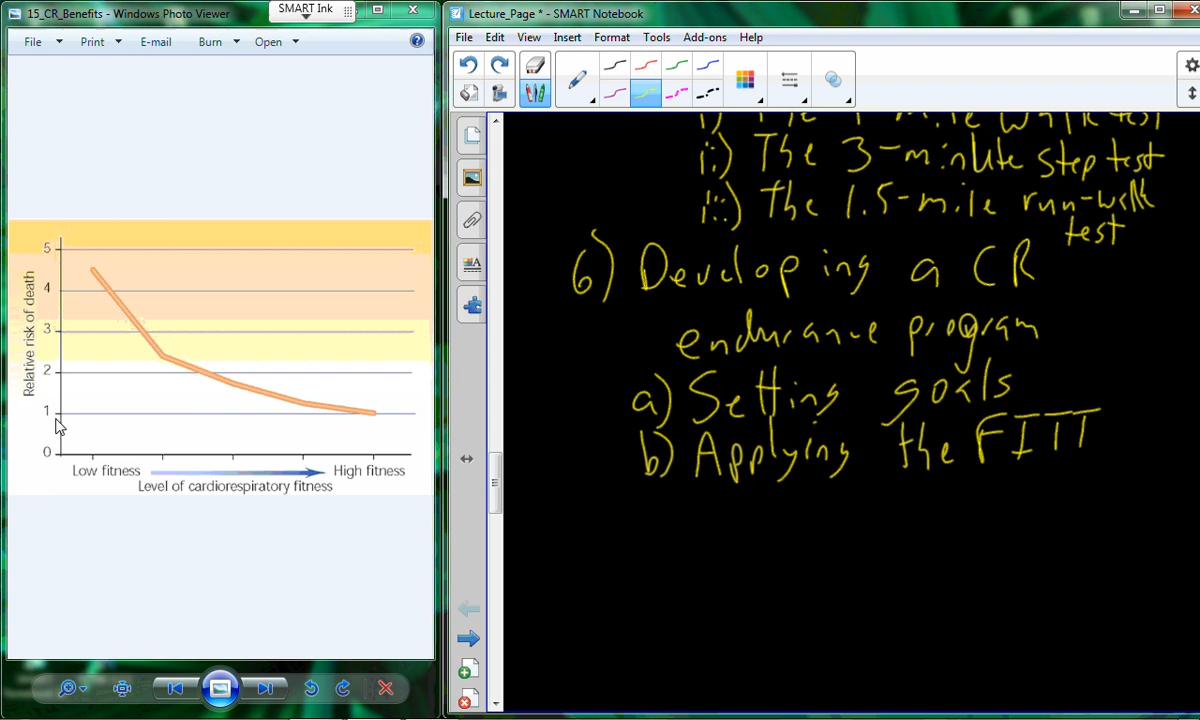 15_CR_Benefits - Windows Photo Viewer
SMART Ink
File Print E-mail Burn Open
5
4
3
2
1
0
Relative risk of death
Low fitness High fitness
Level of cardiorespiratory fitness
Lecture_Page * - SMART Notebook
File Edit View Insert Format Tools Add-ons Help
ii) The 3-minute step test
iii) The 1.5-mile run-walk
test
6) Developing a CR
endurance program
a) Setting goals
b) Applying the FITT